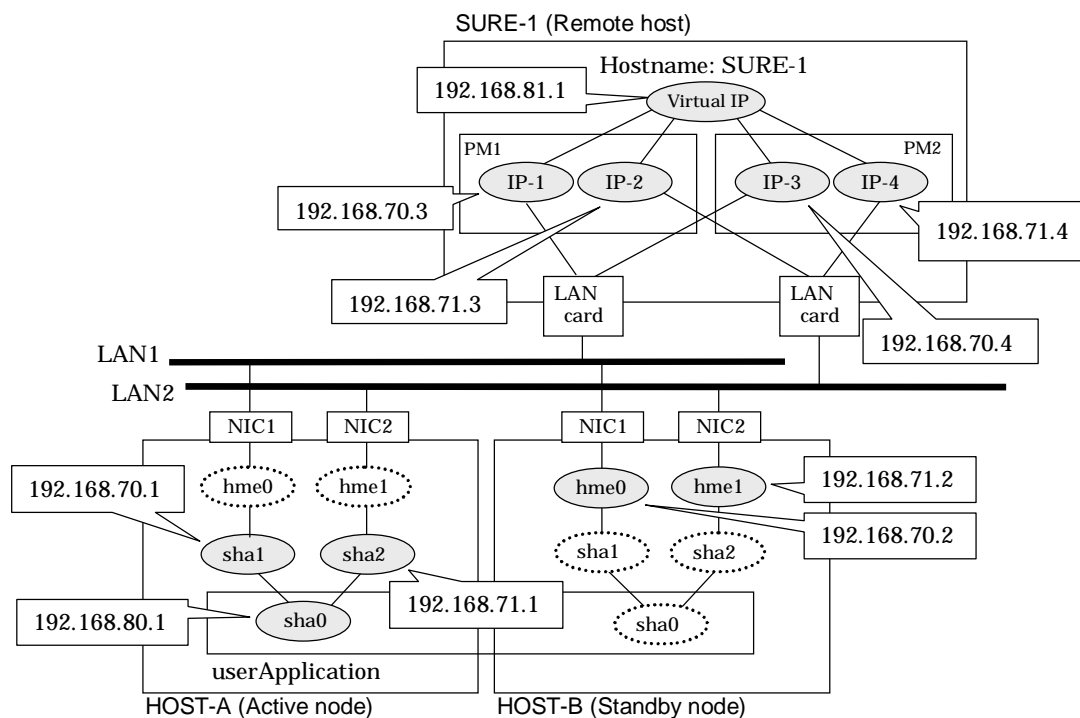 SURE-1 (Remote host)
Hostname: SURE-1
192.168.81.1
Virtual IP
PM1
PM2
IP-1
IP-2
IP-3
IP-4
192.168.70.3
192.168.71.4
192.168.71.3
LAN
card
LAN
card
192.168.70.4
LAN1
LAN2
NIC1
NIC2
NIC1
NIC2
192.168.70.1
hme0
hme1
hme0
hme1
192.168.71.2
192.168.70.2
sha1
sha2
sha1
sha2
192.168.71.1
192.168.80.1
sha0
sha0
userApplication
HOST-A (Active node)
HOST-B (Standby node)